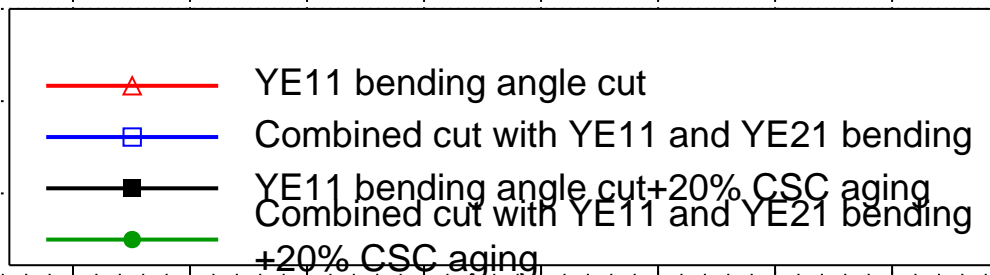 YE11 bending angle cut
Combined cut with YE11 and YE21 bending
YE11 bending angle cut+20% CSC aging
Combined cut with YE11 and YE21 bending
+20% CSC aging